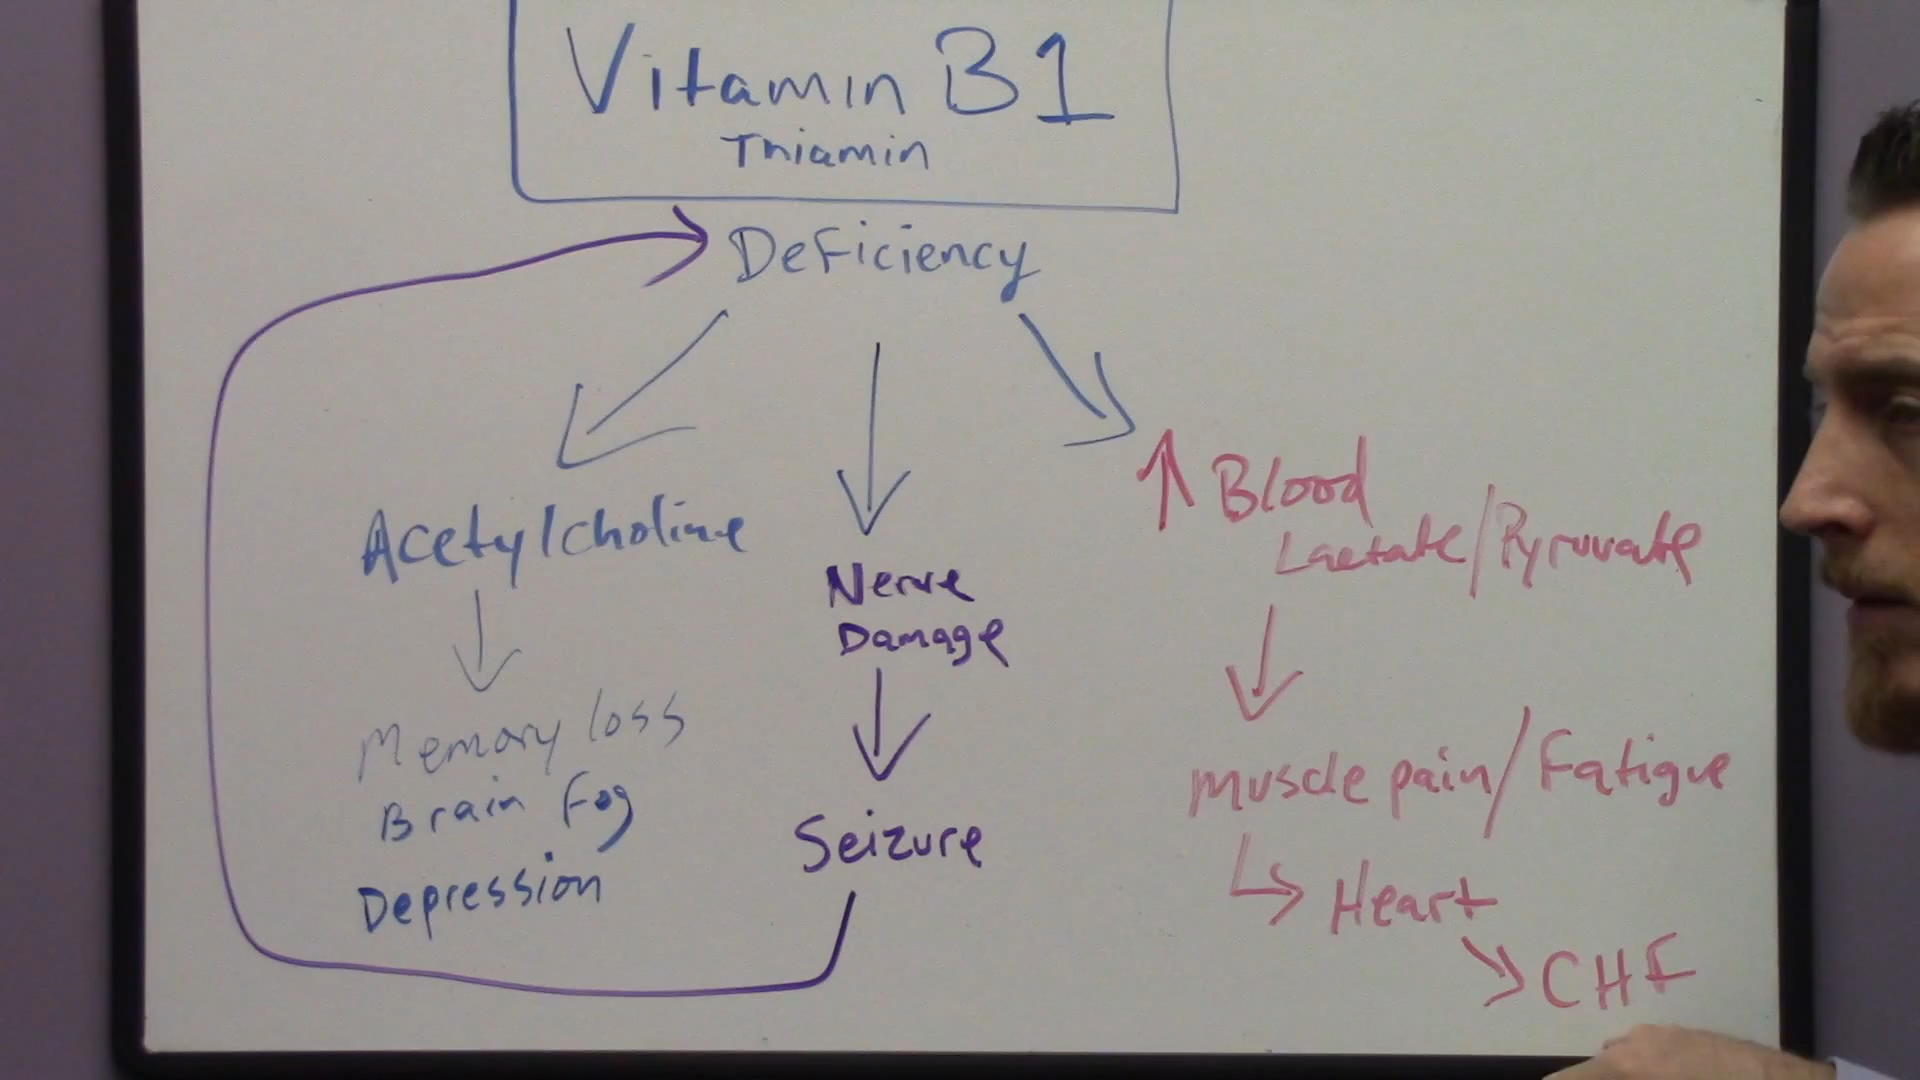 Vitamin B1
Thiamin
Deficiency
Acetylcholine
Memory loss
Brain Fog
Depression
Nerve
Damage
Seizure
↑ Blood
Lactate/Pyruvate
Muscle pain/Fatigue
Heart
CHF